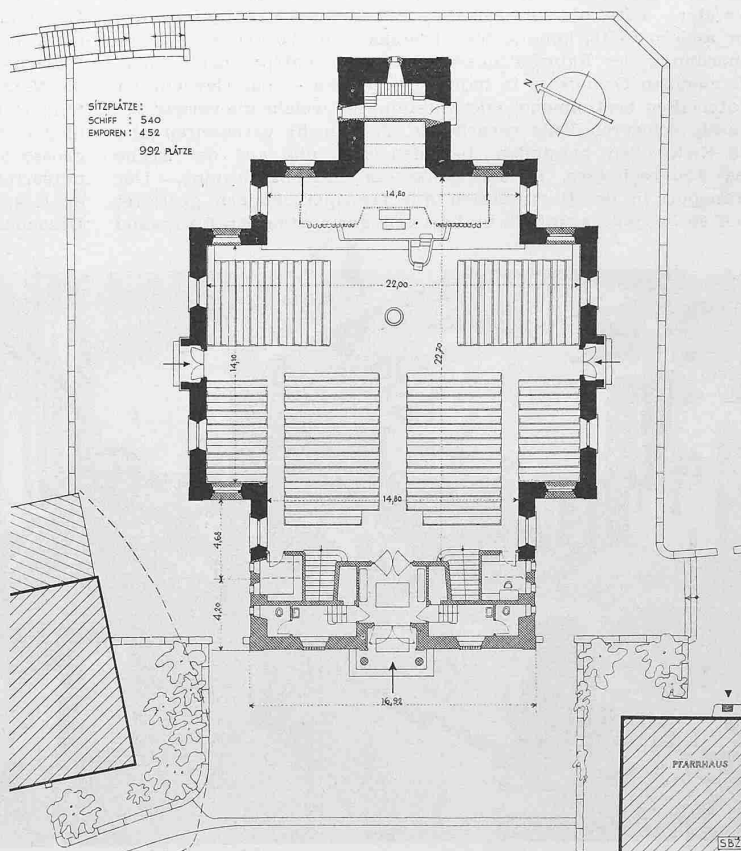 N
SITZPLÄTZE:
SCHIFF : 540
EMPOREN : 452
992 PLÄTZE
14,80
22,00
14,10
22,70
14,80
4,68
4,20
16,92
PFARRHAUS
SBZ